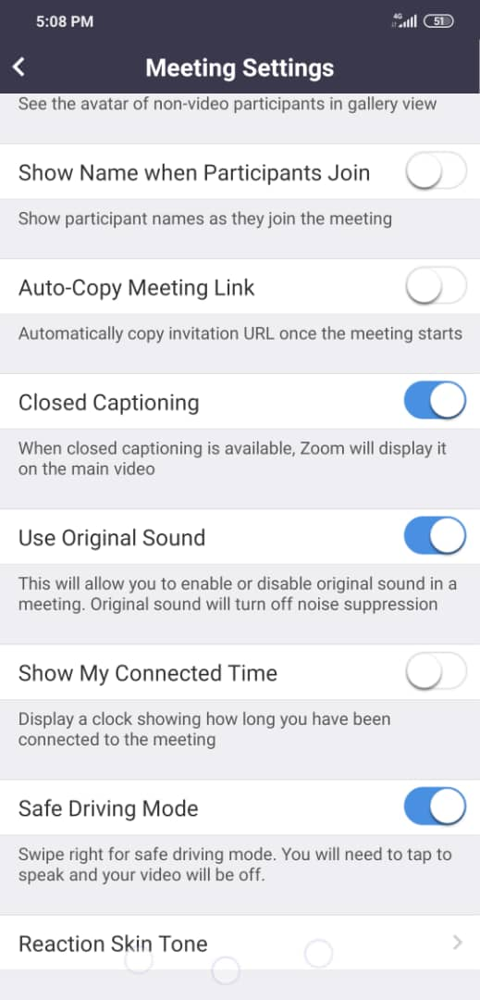 5:08 PM
4G
51
Meeting Settings
See the avatar of non-video participants in gallery view
Show Name when Participants Join
Show participant names as they join the meeting
Auto-Copy Meeting Link
Automatically copy invitation URL once the meeting starts
Closed Captioning
When closed captioning is available, Zoom will display it
on the main video
Use Original Sound
This will allow you to enable or disable original sound in a
meeting. Original sound will turn off noise suppression
Show My Connected Time
Display a clock showing how long you have been
connected to the meeting
Safe Driving Mode
Swipe right for safe driving mode. You will need to tap to
speak and your video will be off.
Reaction Skin Tone